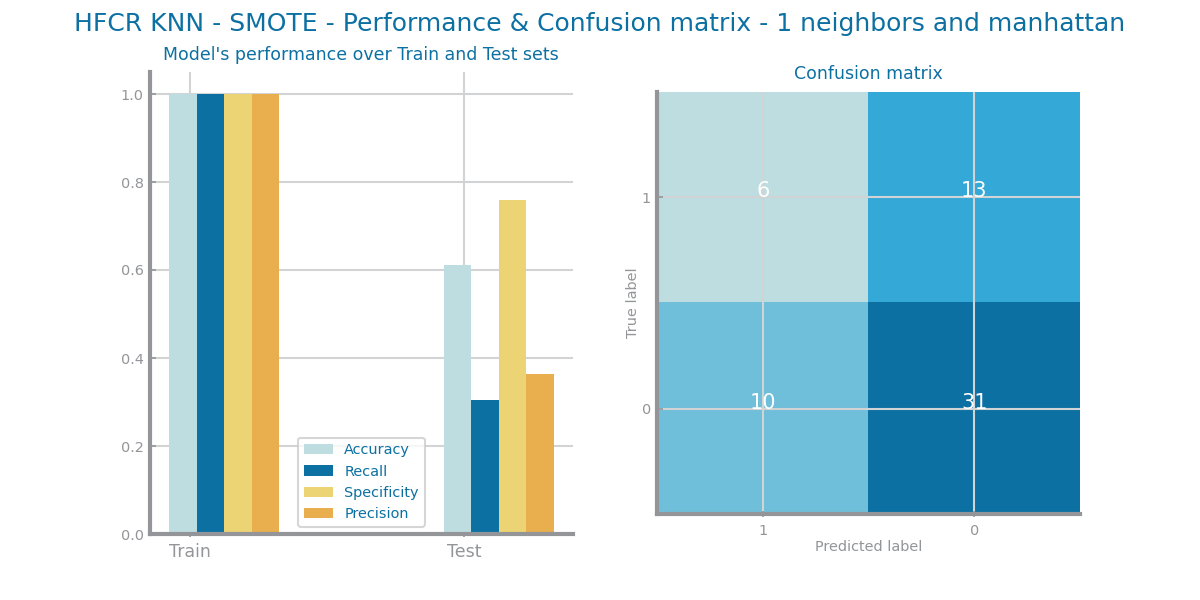 HFCR KNN - SMOTE - Performance & Confusion matrix - 1 neighbors and manhattan
Model's performance over Train and Test sets
1.0
0.8
0.6
0.4
0.2
0.0
Train
Test
Accuracy
Recall
Specificity
Precision
Confusion matrix
True label
1
0
6
13
10
31
1
0
Predicted label